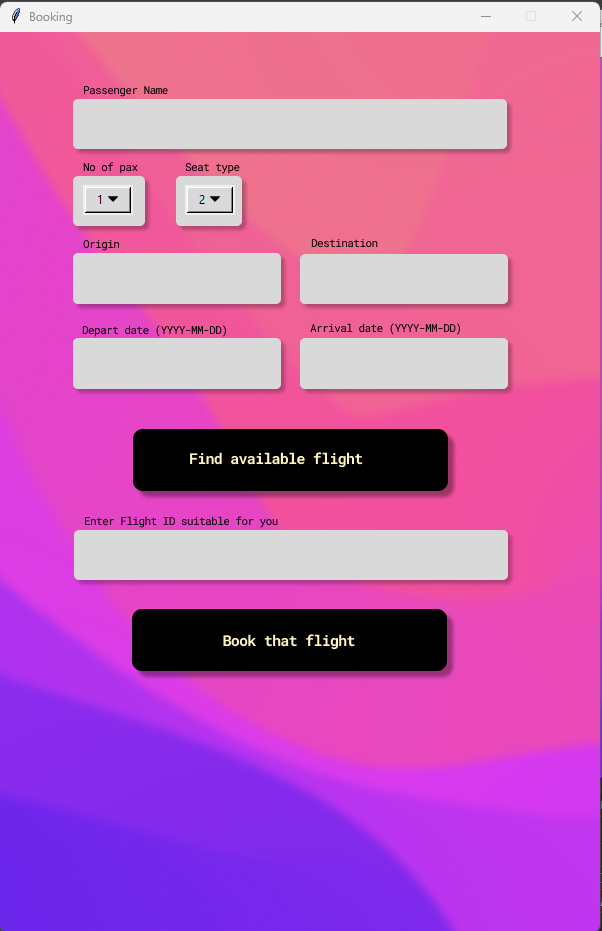 Booking
Passenger Name
No of pax
Seat type
1
2
Origin
Destination
Depart date (YYYY-MM-DD)
Arrival date (YYYY-MM-DD)
Find available flight
Enter Flight ID suitable for you
Book that flight